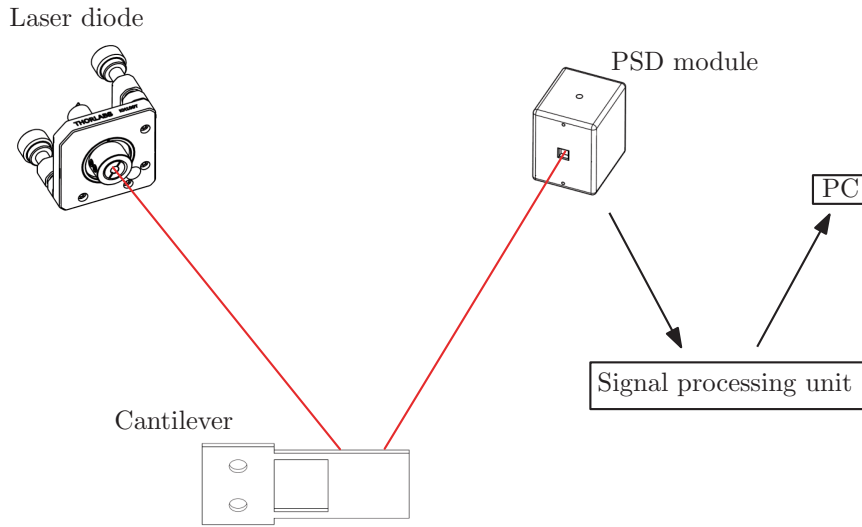 Laser diode
PSD module
THORLABS
PC
Signal processing unit
Cantilever